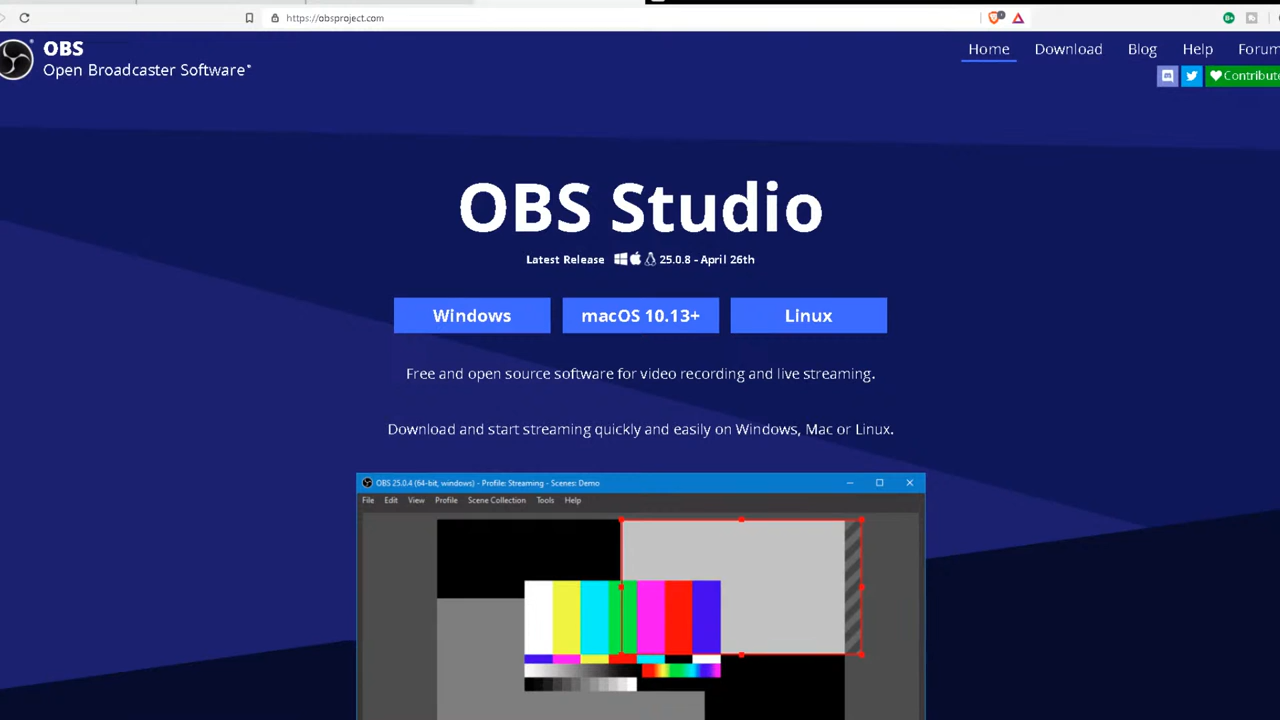 https://obsproject.com
OBS
Open Broadcaster Software®
Home Download Blog Help Forum
Contribute
OBS Studio
Latest Release 25.0.8 - April 26th
Windows macOS 10.13+ Linux
Free and open source software for video recording and live streaming.
Download and start streaming quickly and easily on Windows, Mac or Linux.
OBS 25.0.4 (64-bit, windows) - Profile: Streaming - Scenes: Demo
File Edit View Profile Scene Collection Tools Help